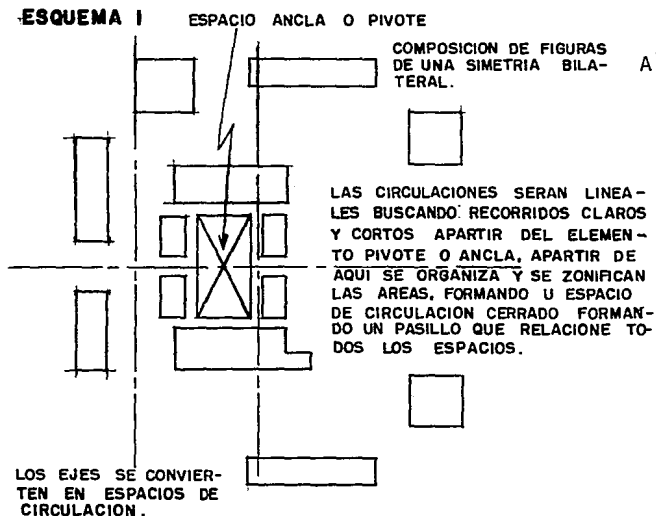 ESQUEMA I
ESPACIO ANCLA O PIVOTE
COMPOSICION DE FIGURAS
DE UNA SIMETRIA BILA-
TERAL.
A
LAS CIRCULACIONES SERAN LINEA-
LES BUSCANDO RECORRIDOS CLAROS
Y CORTOS APARTIR DEL ELEMEN-
TO PIVOTE O ANCLA, APARTIR DE
AQUI SE ORGANIZA Y SE ZONIFICAN
LAS AREAS, FORMANDO U ESPACIO
DE CIRCULACION CERRADO FORMAN-
DO UN PASILLO QUE RELACIONE TO-
DOS LOS ESPACIOS.
LOS EJES SE CONVIER-
TEN EN ESPACIOS DE
CIRCULACION.